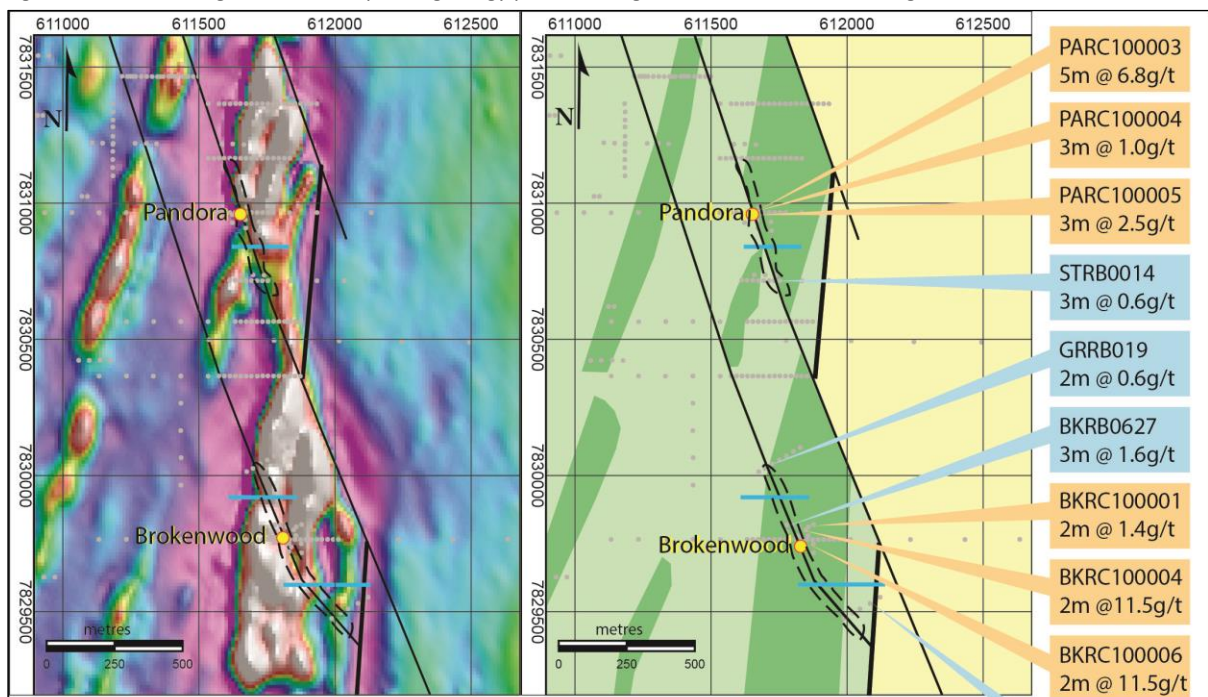 611000 611500 612000 612500
611000 611500 612000 612500
7831500
7831000
7830500
7830000
7829500
N
Pandora
Brokenwood
metres
0 250 500
7831500
7831000
7830500
7830000
7829500
N
Pandora
Brokenwood
metres
0 250 500
PARC100003
5m @ 6.8g/t
PARC100004
3m @ 1.0g/t
PARC100005
3m @ 2.5g/t
STRB0014
3m @ 0.6g/t
GRRB019
2m @ 0.6g/t
BKRB0627
3m @ 1.6g/t
BKRC100001
2m @ 1.4g/t
BKRC100004
2m @11.5g/t
BKRC100006
2m @ 11.5g/t